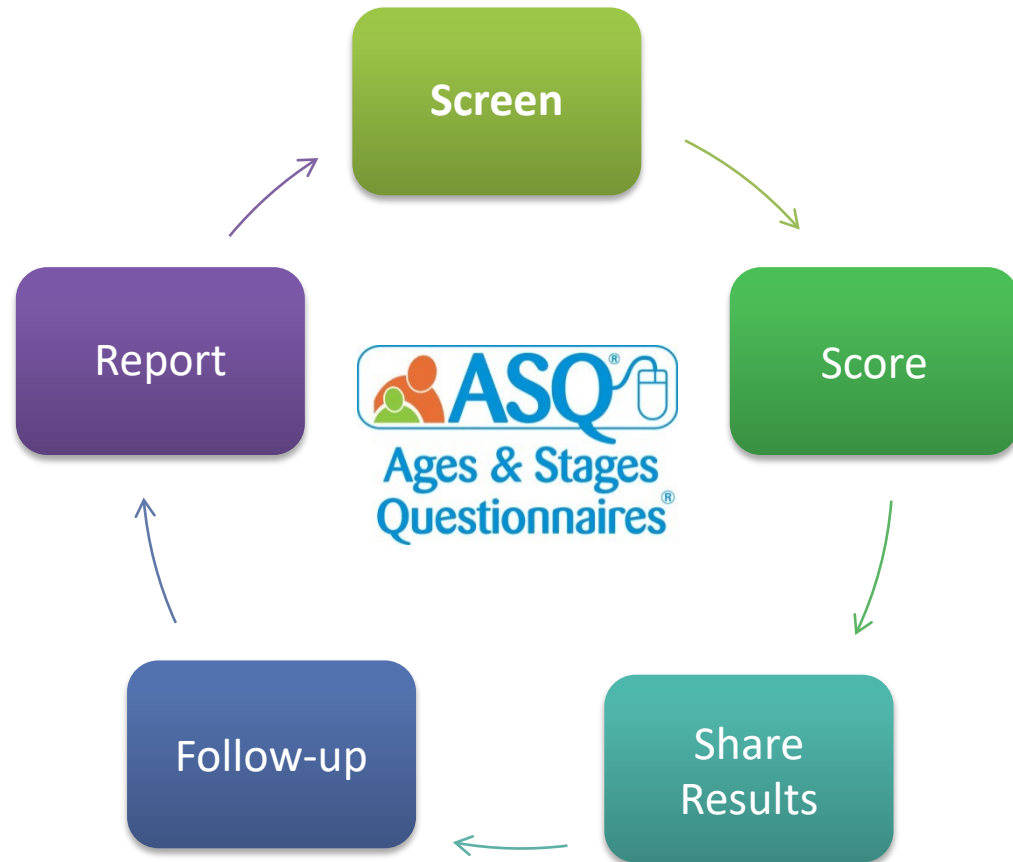 Screen
Score
Share
Results
Follow-up
Report
ASQ®
Ages & Stages
Questionnaires®